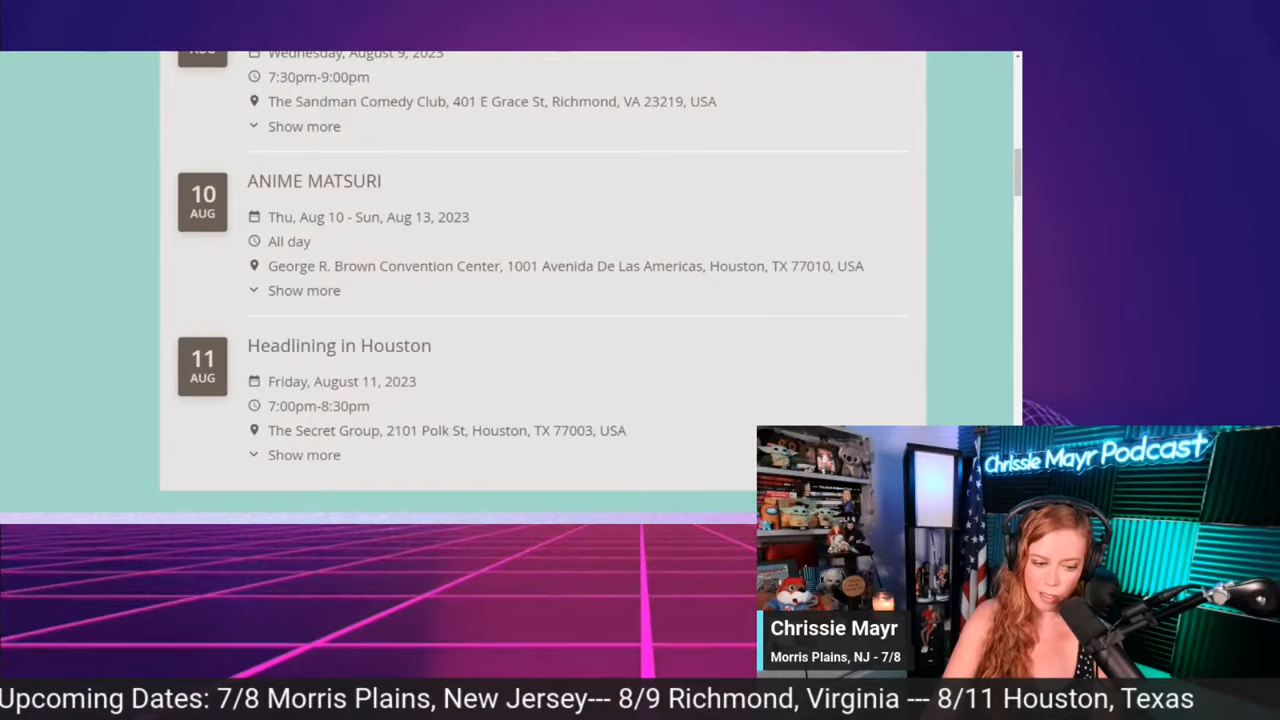 AUG
Wednesday, August 9, 2023
7:30pm-9:00pm
The Sandman Comedy Club, 401 E Grace St, Richmond, VA 23219, USA
Show more
10
AUG
ANIME MATSURI
Thu, Aug 10 - Sun, Aug 13, 2023
All day
George R. Brown Convention Center, 1001 Avenida De Las Americas, Houston, TX 77010, USA
Show more
11
AUG
Headlining in Houston
Friday, August 11, 2023
7:00pm-8:30pm
The Secret Group, 2101 Polk St, Houston, TX 77003, USA
Show more
Chrissie Mayr Podcast
Chrissie Mayr
Morris Plains, NJ - 7/8
Upcoming Dates: 7/8 Morris Plains, New Jersey--- 8/9 Richmond, Virginia --- 8/11 Houston, Texas